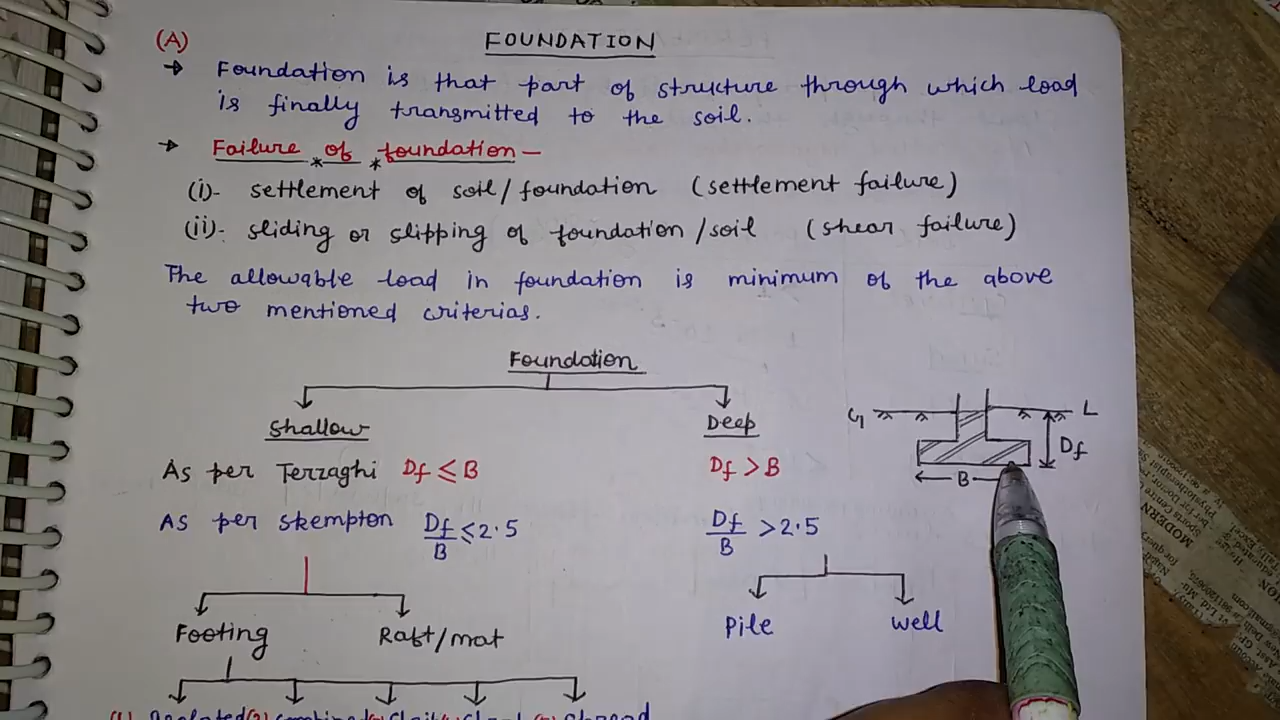 (A) FOUNDATION
→ Foundation is that part of structure through which load
is finally transmitted to the soil.
→ Failure of foundation –
(i)- settlement of soil/foundation (settlement failure)
(ii)- sliding or slipping of foundation/soil (shear failure)
The allowable load in foundation is minimum of the above
two mentioned criterias.
Foundation
Shallow Deep
G L
As per Terzaghi Df ≤ B Df > B
Df
B
As per skempton Df/B ≤ 2.5 Df/B > 2.5
Footing Raft/mat Pile well